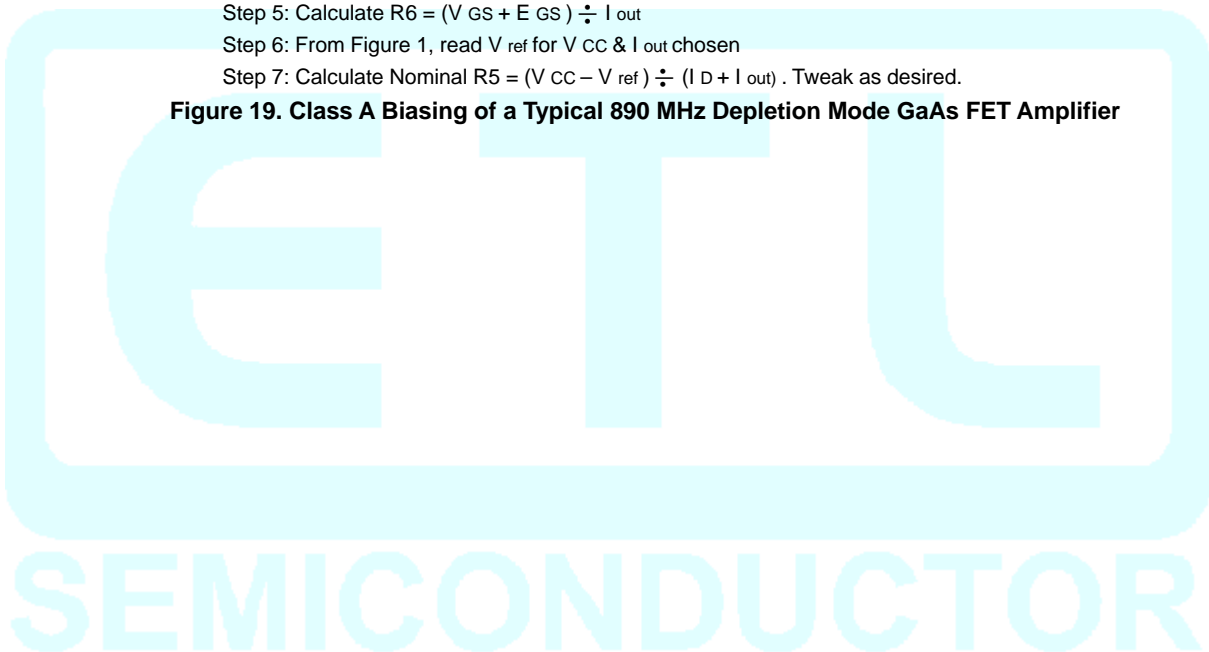 Step 5: Calculate R6 = (V GS + E GS ) ÷ I out
Step 6: From Figure 1, read V ref for V CC & I out chosen
Step 7: Calculate Nominal R5 = (V CC – V ref ) ÷ (I D + I out) . Tweak as desired.
Figure 19. Class A Biasing of a Typical 890 MHz Depletion Mode GaAs FET Amplifier
ETL
SEMICONDUCTOR